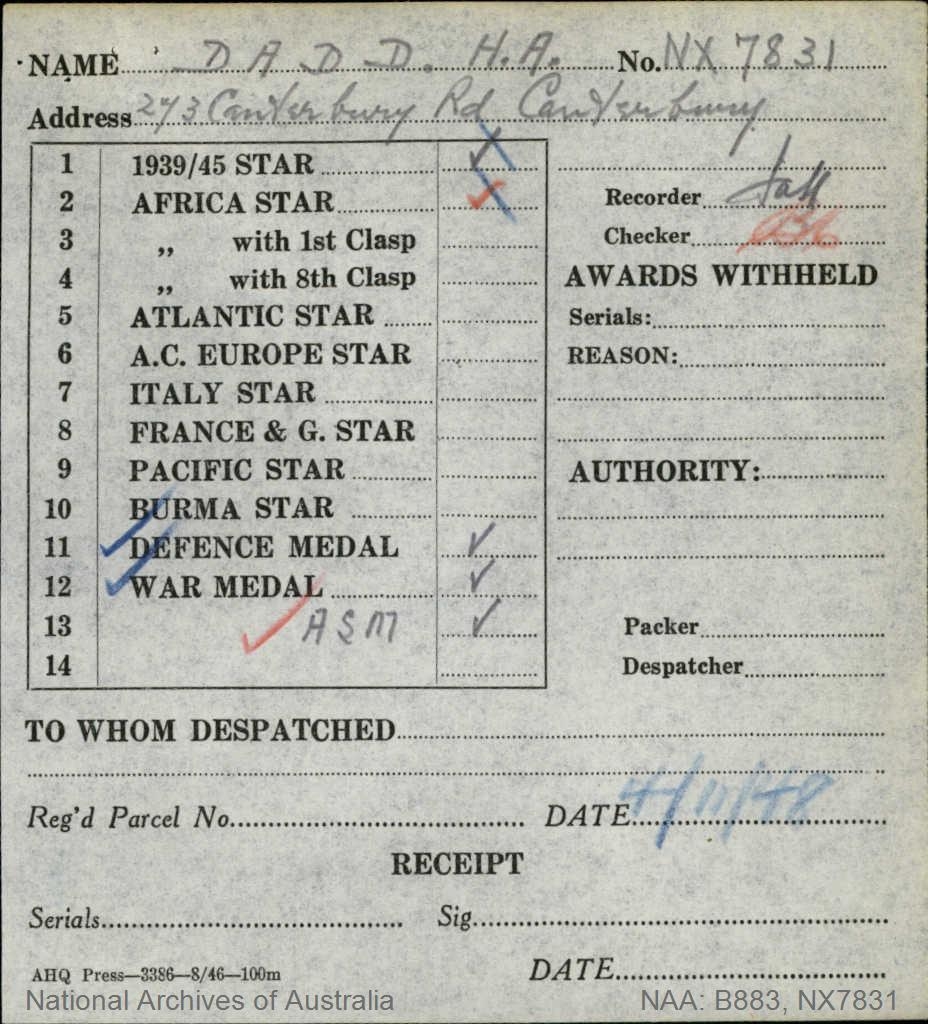 NAME DADD. H.A. No. NX 7831
Address 273 Canterbury Rd Canterbury
1 1939/45 STAR ✓
2 AFRICA STAR ✓
3 ,, with 1st Clasp
4 ,, with 8th Clasp
5 ATLANTIC STAR
6 A.C. EUROPE STAR
7 ITALY STAR
8 FRANCE & G. STAR
9 PACIFIC STAR
10 BURMA STAR
11 DEFENCE MEDAL ✓
12 WAR MEDAL ✓
13 ASM ✓
14
Recorder
Checker
AWARDS WITHHELD
Serials:
REASON:
AUTHORITY:
Packer
Despatcher
TO WHOM DESPATCHED
Reg'd Parcel No. DATE 4/11/48
RECEIPT
Serials Sig.
AHQ Press—3386—8/46—100m DATE
National Archives of Australia NAA: B883, NX7831